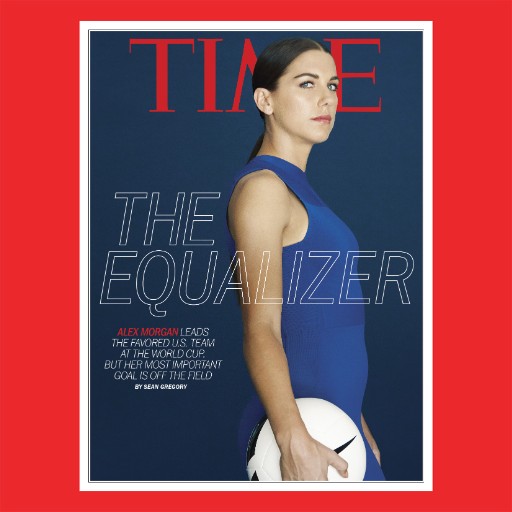 TIME
THE
EQUALIZER
ALEX MORGAN LEADS
THE FAVORED U.S. TEAM
AT THE WORLD CUP.
BUT HER MOST IMPORTANT
GOAL IS OFF THE FIELD
BY SEAN GREGORY